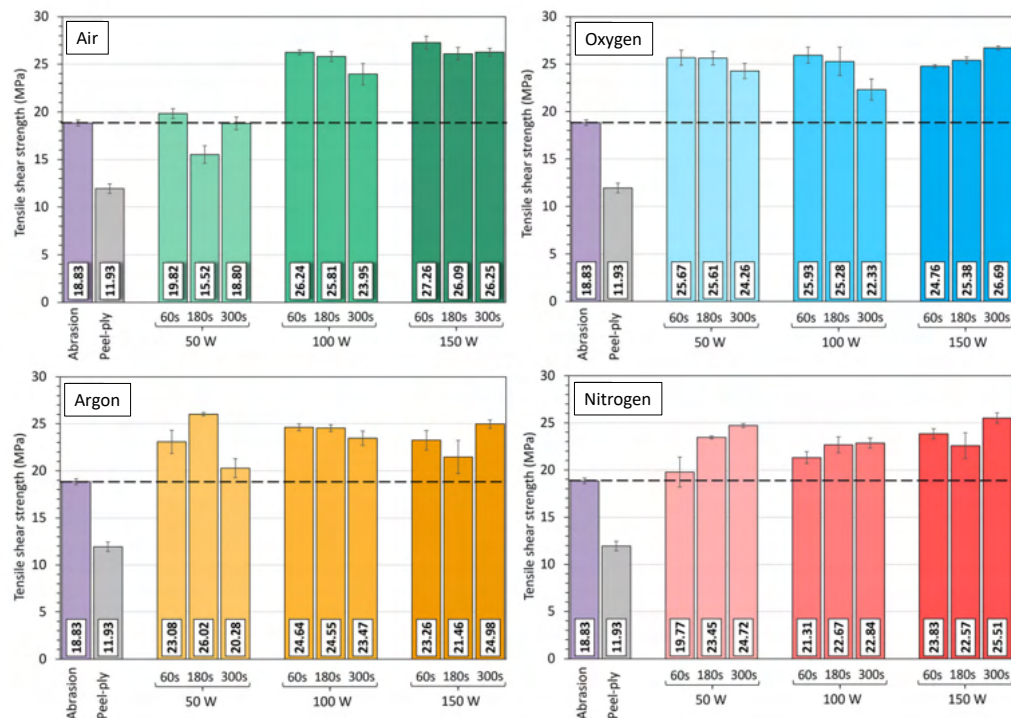 Air
Tensile shear strength (MPa)
30
25
20
15
10
5
0
18.83 11.93 19.82 15.52 18.80 26.24 25.81 23.95 27.26 26.09 26.25
Abrasion Peel-ply 60s 180s 300s 60s 180s 300s 60s 180s 300s
50 W 100 W 150 W
Oxygen
Tensile shear strength (MPa)
30
25
20
15
10
5
0
18.83 11.93 25.67 25.61 24.26 25.93 25.28 22.33 24.76 25.38 26.69
Abrasion Peel-ply 60s 180s 300s 60s 180s 300s 60s 180s 300s
50 W 100 W 150 W
Argon
Tensile shear strength (MPa)
30
25
20
15
10
5
0
18.83 11.93 23.08 26.02 20.28 24.64 24.55 23.47 23.26 21.46 24.98
Abrasion Peel-ply 60s 180s 300s 60s 180s 300s 60s 180s 300s
50 W 100 W 150 W
Nitrogen
Tensile shear strength (MPa)
30
25
20
15
10
5
0
18.83 11.93 19.77 23.45 24.72 21.31 22.67 22.84 23.83 22.57 25.51
Abrasion Peel-ply 60s 180s 300s 60s 180s 300s 60s 180s 300s
50 W 100 W 150 W